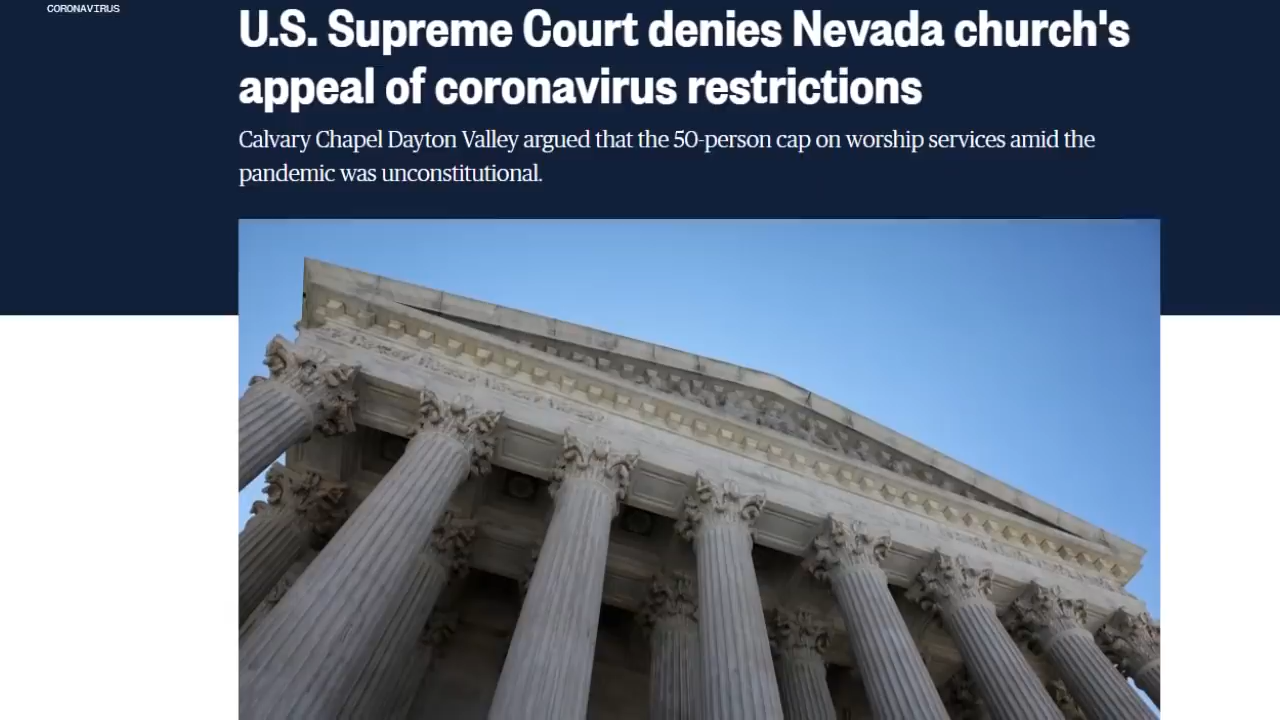 CORONAVIRUS
U.S. Supreme Court denies Nevada church's
appeal of coronavirus restrictions
Calvary Chapel Dayton Valley argued that the 50-person cap on worship services amid the
pandemic was unconstitutional.